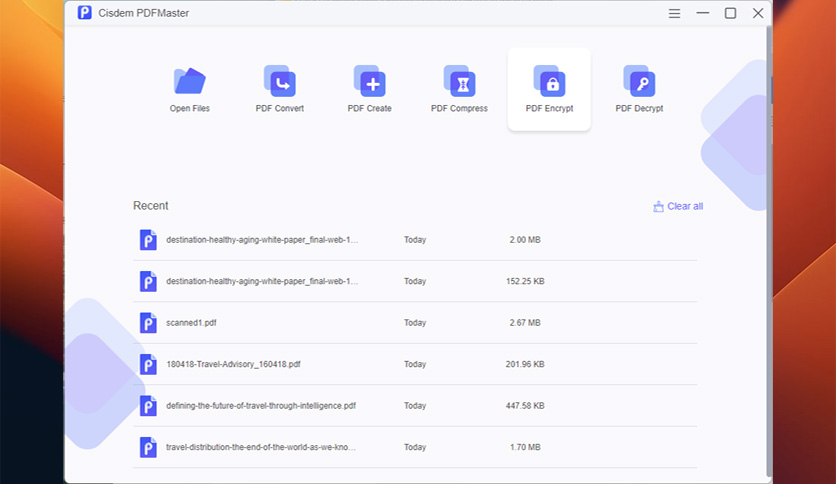 Cisdem PDFMaster
Open Files
PDF Convert
PDF Create
PDF Compress
PDF Encrypt
PDF Decrypt
Recent
Clear all
destination-healthy-aging-white-paper_final-web-1... Today 2.00 MB
destination-healthy-aging-white-paper_final-web-1... Today 152.25 KB
scanned1.pdf Today 2.67 MB
180418-Travel-Advisory_160418.pdf Today 201.96 KB
defining-the-future-of-travel-through-intelligence.pdf Today 447.58 KB
travel-distribution-the-end-of-the-world-as-we-kno... Today 1.70 MB